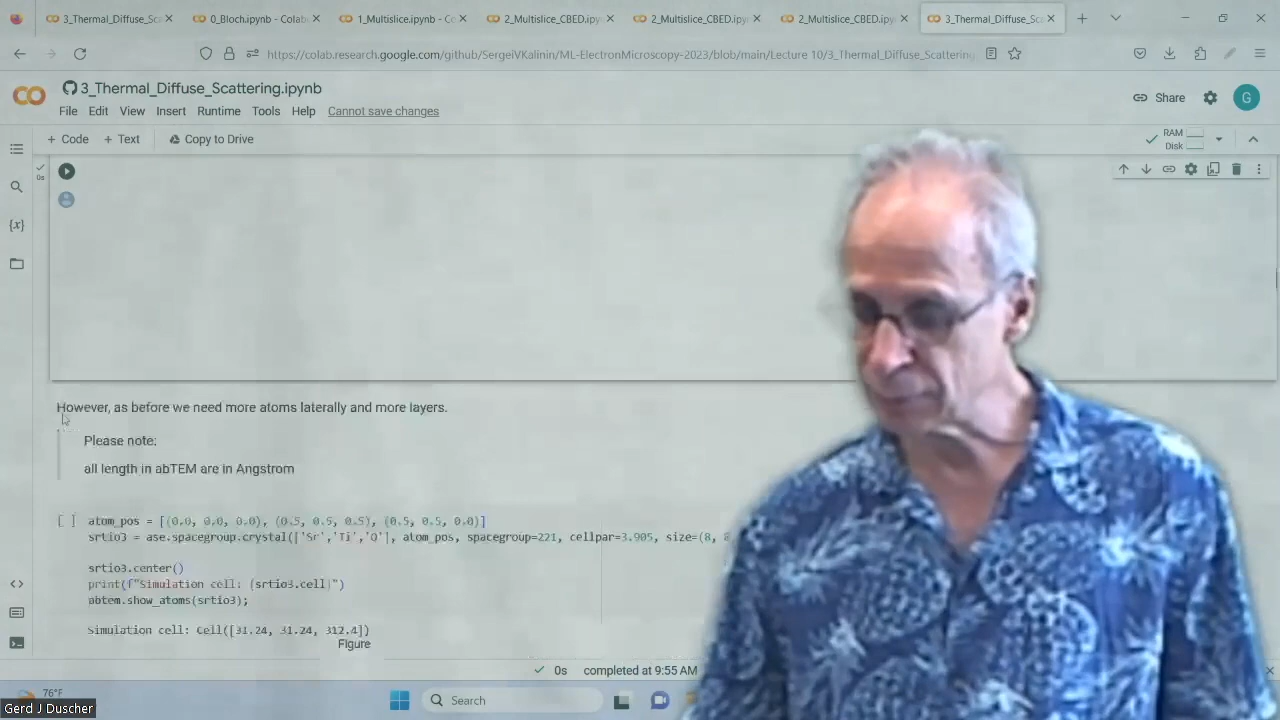 3_Thermal_Diffuse_Sc
0_Bloch.ipynb - Colab
1_Multislice.ipynb - Co
2_Multislice_CBED.ipyn
2_Multislice_CBED.ipyn
2_Multislice_CBED.ipyn
3_Thermal_Diffuse_Sc
https://colab.research.google.com/github/SergeiVKalinin/ML-ElectronMicroscopy-2023/blob/main/Lecture 10/3_Thermal_Diffuse_Scattering
3_Thermal_Diffuse_Scattering.ipynb
File Edit View Insert Runtime Tools Help Cannot save changes
Share
G
+ Code + Text Copy to Drive
RAM
Disk
{x}
0s
However, as before we need more atoms laterally and more layers.
Please note;
all length in abTEM are in Angstrom
[ ] atom_pos = [(0.0, 0.0, 0.0), (0.5, 0.5, 0.5), (0.5, 0.5, 0.0)]
srtio3 = ase.spacegroup.crystal(['Sr','Ti','O'], atom_pos, spacegroup=221, cellpar=3.905, size=(8,
srtio3.center()
print(f"Simulation cell: {srtio3.cell}")
abtem.show_atoms(srtio3);
Simulation cell: Cell([31.24, 31.24, 312.4])
Figure
0s completed at 9:55 AM
76°F
Search
Gerd J Duscher